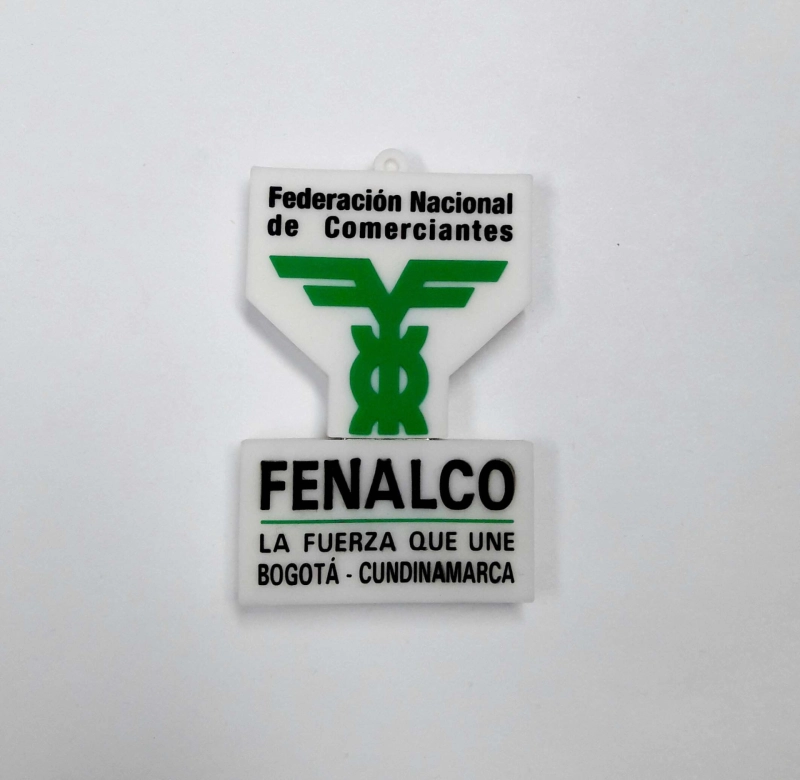 Federación Nacional
de Comerciantes
FENALCO
LA FUERZA QUE UNE
BOGOTÁ - CUNDINAMARCA